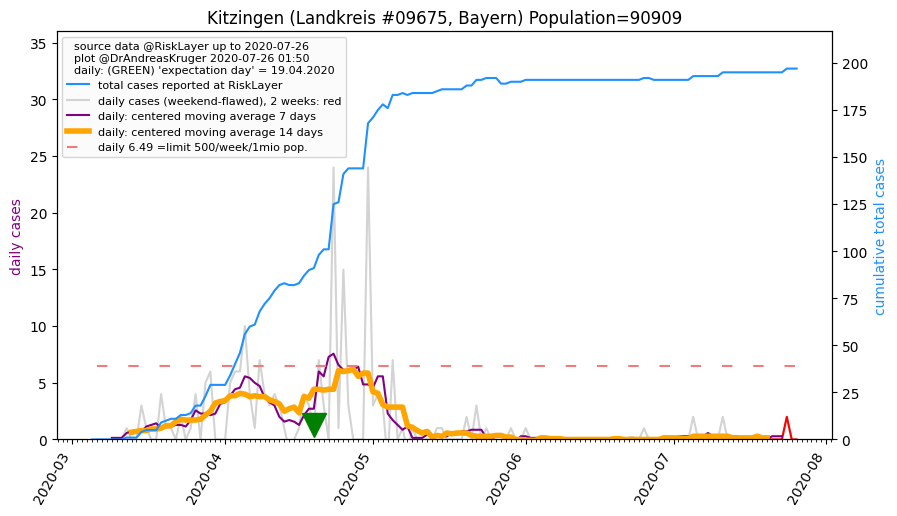 Kitzingen (Landkreis #09675, Bayern) Population=90909
source data @RiskLayer up to 2020-07-26
plot @DrAndreasKruger 2020-07-26 01:50
daily: (GREEN) 'expectation day' = 19.04.2020
total cases reported at RiskLayer
daily cases (weekend-flawed), 2 weeks: red
daily: centered moving average 7 days
daily: centered moving average 14 days
daily 6.49 =limit 500/week/1mio pop.
daily cases
35
30
25
20
15
10
5
0
cumulative total cases
200
175
150
125
100
75
50
25
0
2020-03
2020-04
2020-05
2020-06
2020-07
2020-08